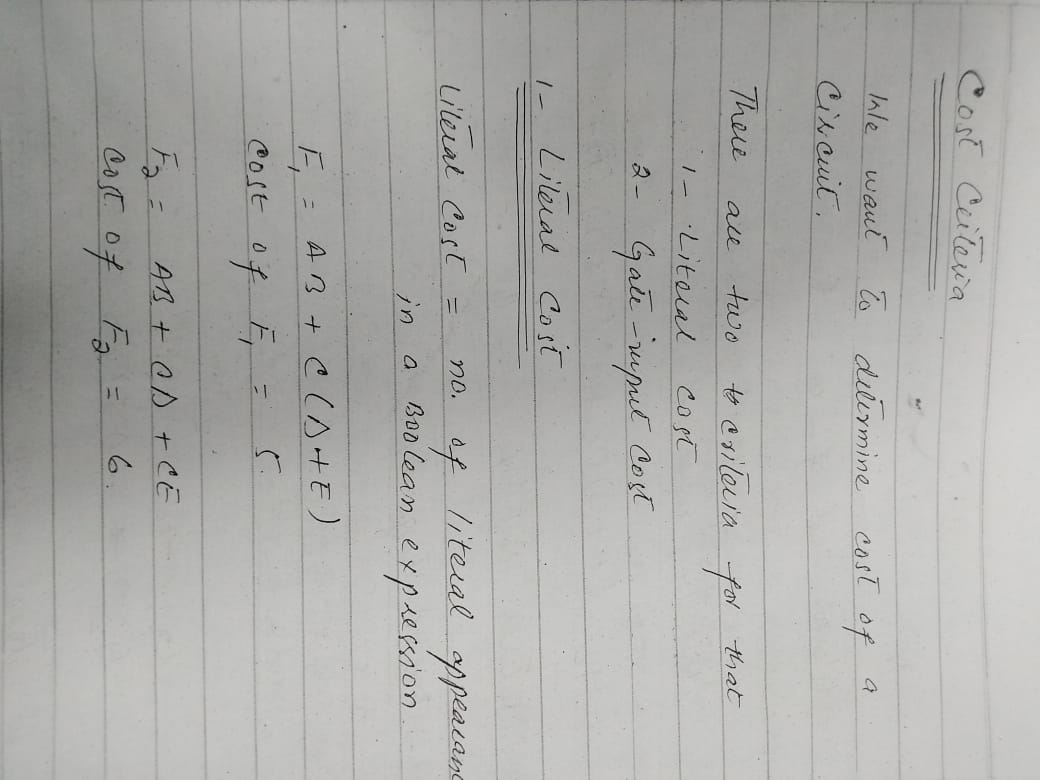 Cost Criteria
We want to determine cost of a
Circuit.
There are two to criteria for that
1- Literal cost
2- Gate-input cost
1- Literal Cost
Literal Cost = no. of literal appearanc
in a Boolean expression.
F1 = AB + C(D+E)
Cost of F1 = 5.
F2 = AB + CD + CE
Cost of F2 = 6.